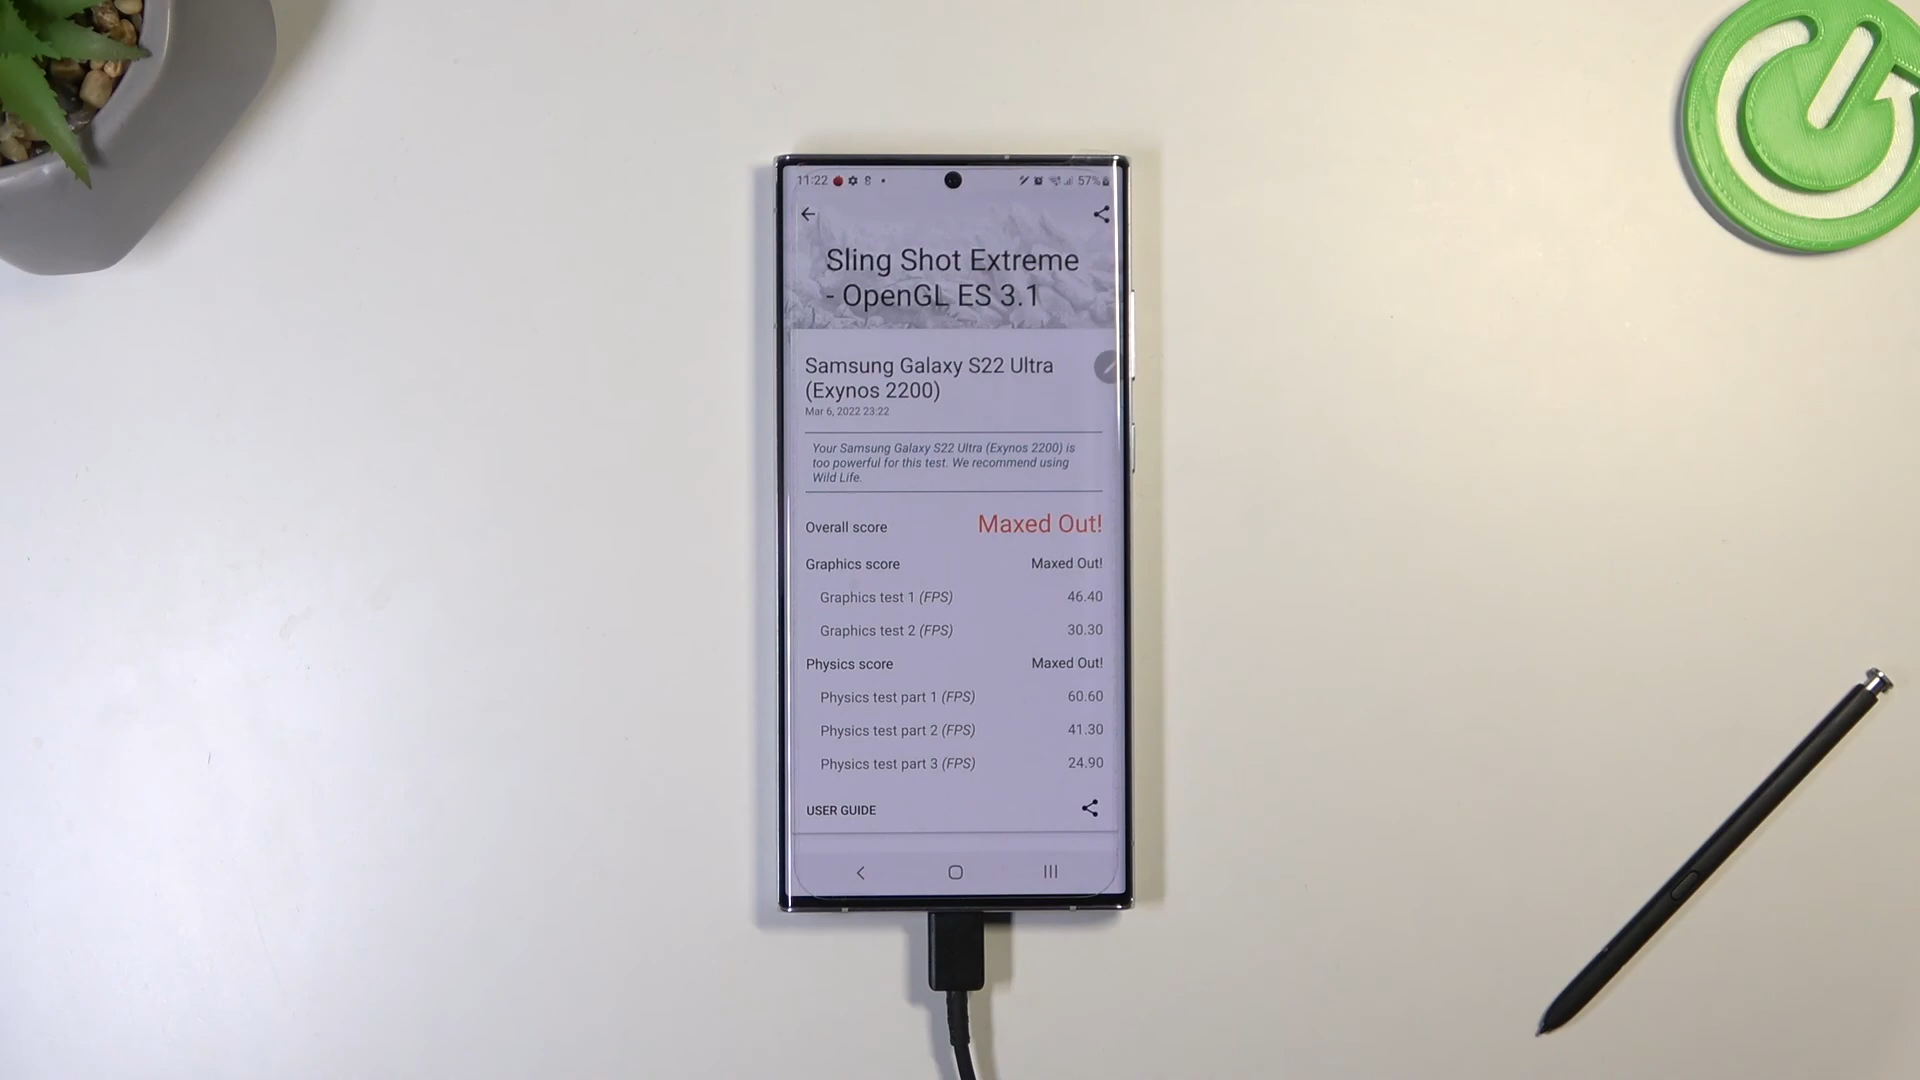 11:22 57%
Sling Shot Extreme
- OpenGL ES 3.1
Samsung Galaxy S22 Ultra
(Exynos 2200)
Mar 6, 2022 23:22
Your Samsung Galaxy S22 Ultra (Exynos 2200) is
too powerful for this test. We recommend using
Wild Life.
Overall score Maxed Out!
Graphics score Maxed Out!
Graphics test 1 (FPS) 46.40
Graphics test 2 (FPS) 30.30
Physics score Maxed Out!
Physics test part 1 (FPS) 60.60
Physics test part 2 (FPS) 41.30
Physics test part 3 (FPS) 24.90
USER GUIDE